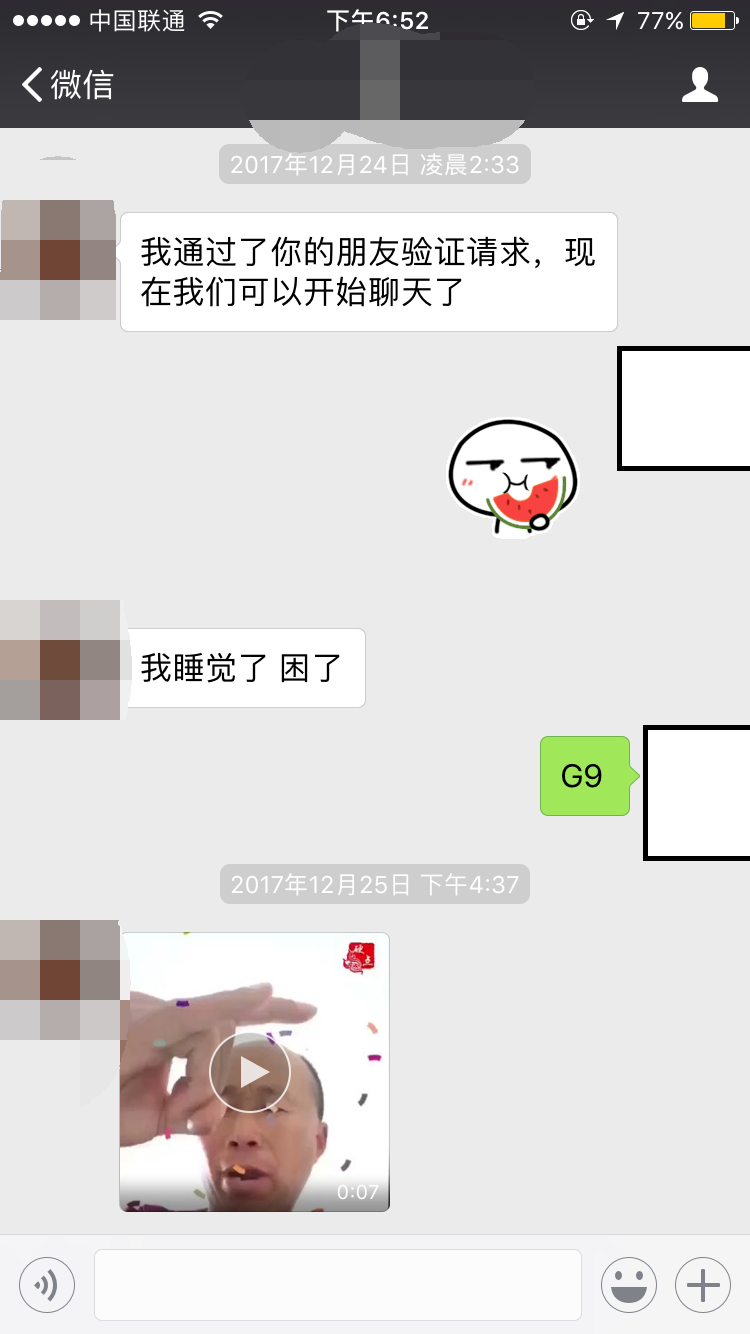 中国联通
下午6:52
77%
微信
2017年12月24日 凌晨2:33
我通过了你的朋友验证请求，现
在我们可以开始聊天了
我睡觉了 困了
G9
2017年12月25日 下午4:37
0:07